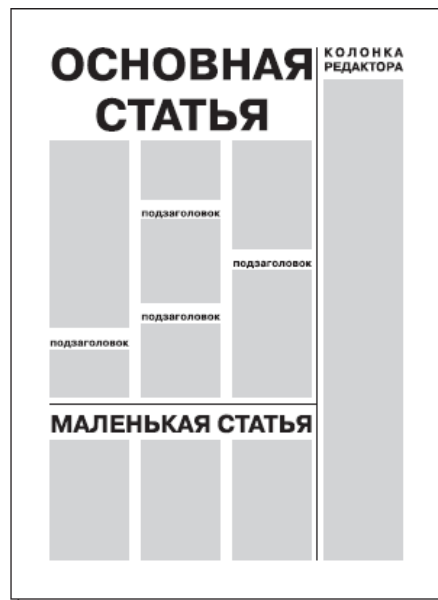 ОСНОВНАЯ
СТАТЬЯ
подзаголовок
подзаголовок
подзаголовок
подзаголовок
МАЛЕНЬКАЯ СТАТЬЯ
КОЛОНКА
РЕДАКТОРА